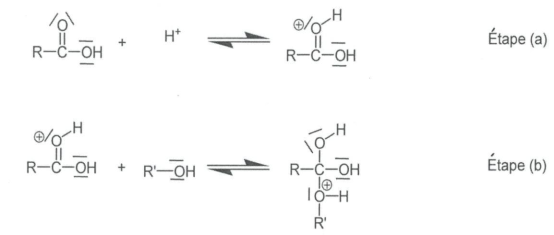 O
R—C—OH + H⁺ ⇌ ⊕ O H R—C—OH Étape (a)
⊕ O H
R—C—OH + R'—OH ⇌ O H R—C—OH Étape (b)
⊕
O—H
R'